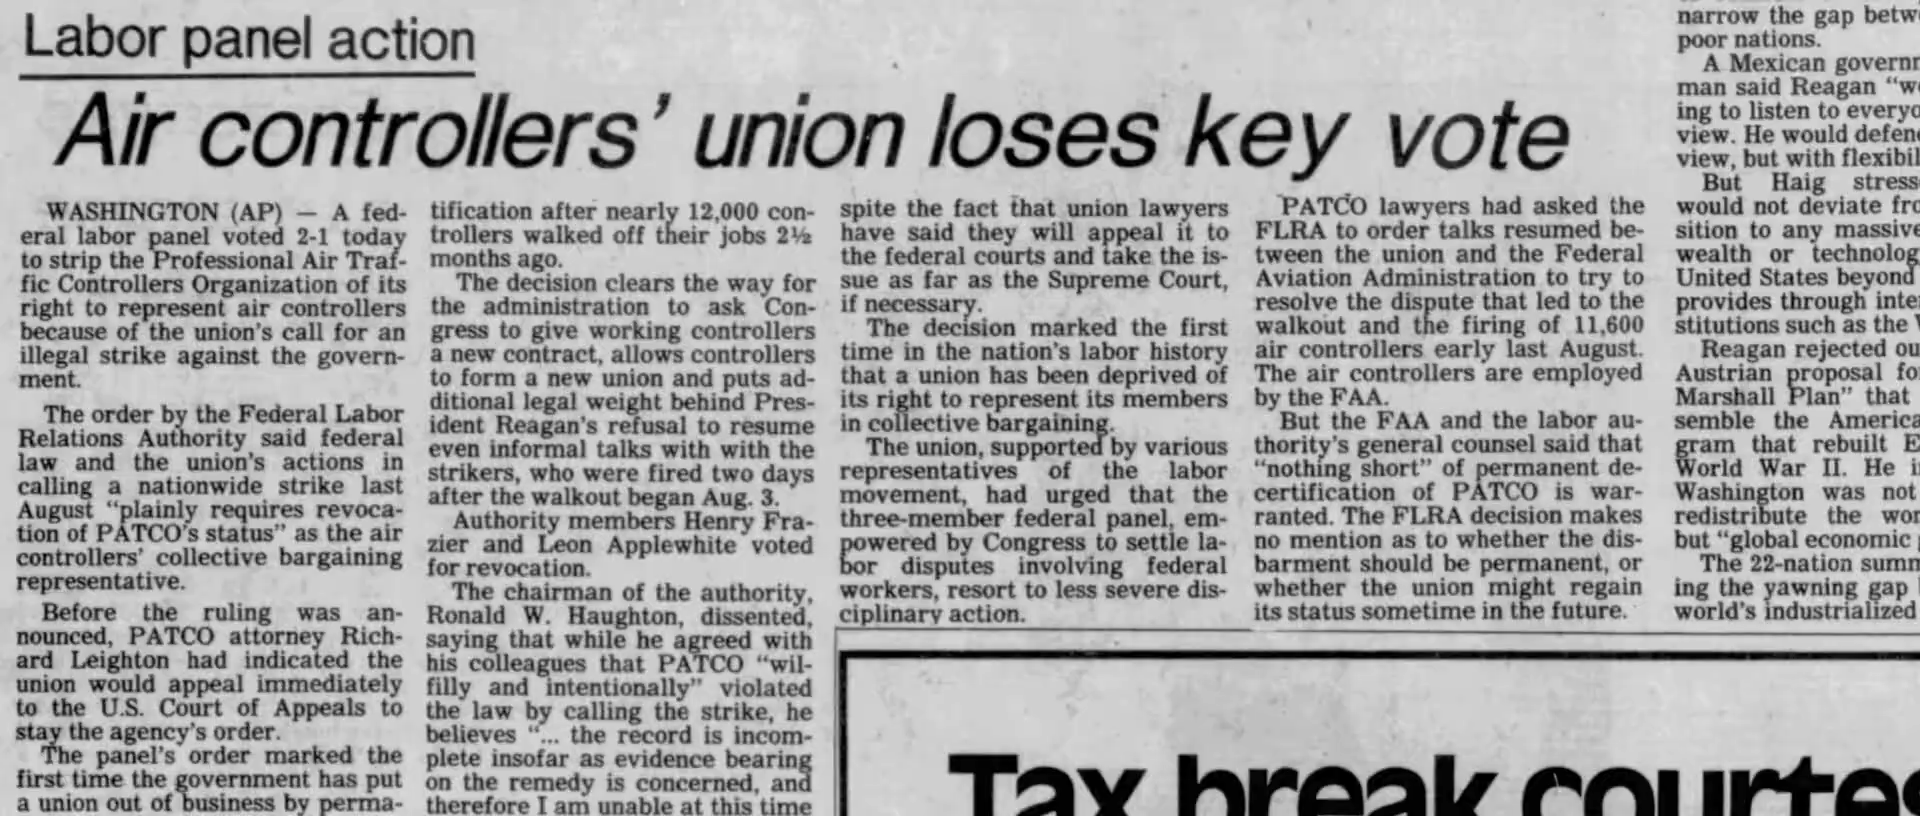 Labor panel action
Air controllers' union loses key vote
WASHINGTON (AP) — A fed-
eral labor panel voted 2-1 today
to strip the Professional Air Traf-
fic Controllers Organization of its
right to represent air controllers
because of the union's call for an
illegal strike against the govern-
ment.
The order by the Federal Labor
Relations Authority said federal
law and the union's actions in
calling a nationwide strike last
August "plainly requires revoca-
tion of PATCO's status" as the air
controllers' collective bargaining
representative.
Before the ruling was an-
nounced, PATCO attorney Rich-
ard Leighton had indicated the
union would appeal immediately
to the U.S. Court of Appeals to
stay the agency's order.
The panel's order marked the
first time the government has put
a union out of business by perma-
tification after nearly 12,000 con-
trollers walked off their jobs 2½
months ago.
The decision clears the way for
the administration to ask Con-
gress to give working controllers
a new contract, allows controllers
to form a new union and puts ad-
ditional legal weight behind Pres-
ident Reagan's refusal to resume
even informal talks with with the
strikers, who were fired two days
after the walkout began Aug. 3.
Authority members Henry Fra-
zier and Leon Applewhite voted
for revocation.
The chairman of the authority,
Ronald W. Haughton, dissented,
saying that while he agreed with
his colleagues that PATCO "wil-
filly and intentionally" violated
the law by calling the strike, he
believes "... the record is incom-
plete insofar as evidence bearing
on the remedy is concerned, and
therefore I am unable at this time
spite the fact that union lawyers
have said they will appeal it to
the federal courts and take the is-
sue as far as the Supreme Court,
if necessary.
The decision marked the first
time in the nation's labor history
that a union has been deprived of
its right to represent its members
in collective bargaining.
The union, supported by various
representatives of the labor
movement, had urged that the
three-member federal panel, em-
powered by Congress to settle la-
bor disputes involving federal
workers, resort to less severe dis-
ciplinary action.
PATCO lawyers had asked the
FLRA to order talks resumed be-
tween the union and the Federal
Aviation Administration to try to
resolve the dispute that led to the
walkout and the firing of 11,600
air controllers early last August.
The air controllers are employed
by the FAA.
But the FAA and the labor au-
thority's general counsel said that
"nothing short" of permanent de-
certification of PATCO is war-
ranted. The FLRA decision makes
no mention as to whether the dis-
barment should be permanent, or
whether the union might regain
its status sometime in the future.
narrow the gap betw
poor nations.
A Mexican governm
man said Reagan "w
ing to listen to everyo
view. He would defen
view, but with flexibil
But Haig stress
would not deviate fro
sition to any massive
wealth or technolog
United States beyond
provides through inte
stitutions such as the
Reagan rejected ou
Austrian proposal fo
Marshall Plan" that
semble the America
gram that rebuilt E
World War II. He i
Washington was not
redistribute the wor
but "global economic
The 22-nation summ
ing the yawning gap
world's industrialized
Tax break courtes